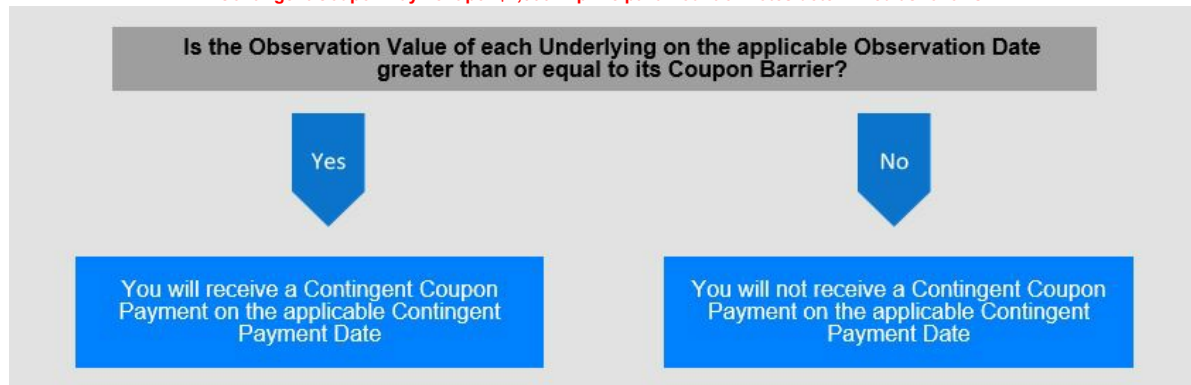 Is the Observation Value of each Underlying on the applicable Observation Date
greater than or equal to its Coupon Barrier?
Yes
No
You will receive a Contingent Coupon
Payment on the applicable Contingent
Payment Date
You will not receive a Contingent Coupon
Payment on the applicable Contingent
Payment Date